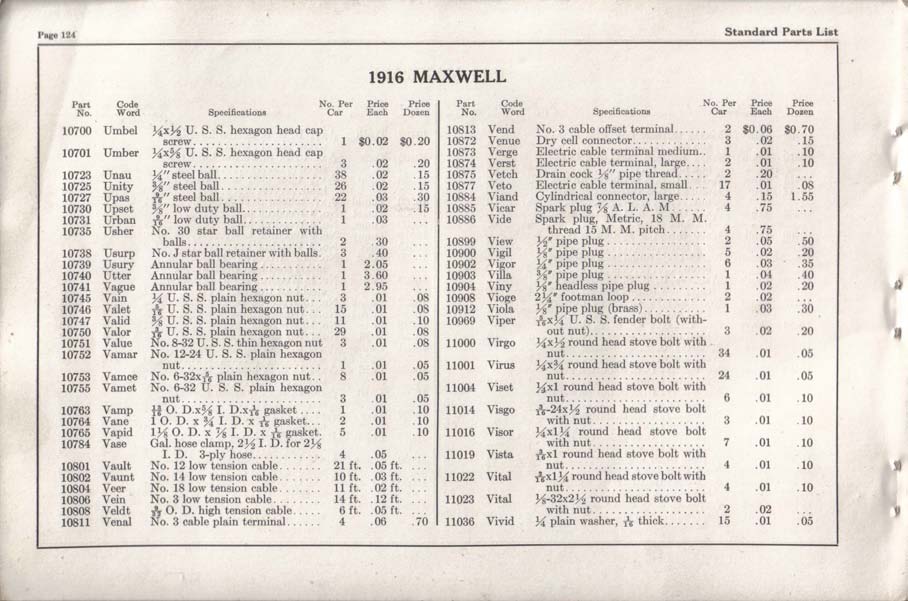 Page 124
Standard Parts List
1916 MAXWELL
Part No. Code Word Specifications No. Per Car Price Each Price Dozen
10700 Umbel ¼x½ U. S. S. hexagon head cap
screw 1 $0.02 $0.20
10701 Umber ¼x⅝ U. S. S. hexagon head cap
screw 3 .02 .20
10723 Unau ¼″ steel ball 38 .02 .15
10725 Unity ⅜″ steel ball 26 .02 .15
10727 Upas steel ball 22 .03 .30
10730 Upset ⅜″ low duty ball 1 .02 .15
10731 Urban low duty ball 1 .03 ...
10735 Usher No. 30 star ball retainer with
balls 2 .30 ...
10738 Usurp No. J star ball retainer with balls. 3 .40 ...
10739 Usury Annular ball bearing 1 2.05 ...
10740 Utter Annular ball bearing 1 3.60 ...
10741 Vague Annular ball bearing 1 2.95 ...
10745 Vain ¼ U. S. S. plain hexagon nut 3 .01 .08
10746 Valet 5/16 U. S. S. plain hexagon nut 15 .01 .08
10747 Valid ⅜ U. S. S. plain hexagon nut 11 .01 .10
10750 Valor U. S. S. plain hexagon nut 29 .01 .08
10751 Value No. 8-32 U. S. S. thin hexagon nut 3 .01 .08
10752 Vamar No. 12-24 U. S. S. plain hexagon
nut 1 .01 .05
10753 Vamce No. 6-32x plain hexagon nut 8 .01 .05
10755 Vamet No. 6-32 U. S. plain hexagon
nut 3 .01 .05
10763 Vamp 13/16 O. D.x⅝ I. D.x1/16 gasket 1 .01 .10
10764 Vane 1 O. D. x ¾ I. D. x 1/16 gasket 2 .01 .10
10765 Vapid 1⅛ O. D. x ⅞ I. D. x 1/16 gasket. 5 .01 .10
10784 Vase Gal. hose clamp, 2½ I. D. for 2⅛
I. D. 3-ply hose 4 .05 ...
10801 Vault No. 12 low tension cable 21 ft. .05 ft. ...
10802 Vaunt No. 14 low tension cable 10 ft. .03 ft. ...
10804 Veer No. 18 low tension cable 11 ft. .02 ft. ...
10806 Vein No. 3 low tension cable 14 ft. .12 ft. ...
10808 Veldt O. D. high tension cable 6 ft. .05 ft. ...
10811 Venal No. 3 cable plain terminal 4 .06 .70
Part No. Code Word Specifications No. Per Car Price Each Price Dozen
10813 Vend No. 3 cable offset terminal 2 $0.06 $0.70
10872 Venue Dry cell connector 3 .02 .15
10873 Verge Electric cable terminal medium.. 1 .01 .10
10874 Verst Electric cable terminal, large 2 .01 .10
10875 Vetch Drain cock ⅛″ pipe thread 2 .20 ...
10877 Veto Electric cable terminal, small 17 .01 .08
10884 Viand Cylindrical connector, large 4 .15 1.55
10885 Vicar Spark plug ⅞ A. L. A. M 4 .75 ...
10886 Vide Spark plug, Metric, 18 M. M.
thread 15 M. M. pitch 4 .75 ...
10899 View ½″ pipe plug 2 .05 .50
10900 Vigil ⅛″ pipe plug 5 .02 .20
10902 Vigor ¼″ pipe plug 6 .03 .35
10903 Villa ⅜″ pipe plug 1 .04 .40
10904 Viny ⅛″ headless pipe plug 1 .02 .20
10908 Vioge 2¼″ footman loop 2 .02 ...
10912 Viola ⅛″ pipe plug (brass) 1 .03 .30
10969 Viper 5/16x¼ U. S. S. fender bolt (with-
out nut) 3 .02 .20
11000 Virgo ¼x½ round head stove bolt with
nut 34 .01 .05
11001 Virus ¼x¾ round head stove bolt with
nut 24 .01 .05
11004 Viset ¼x1 round head stove bolt with
nut 6 .01 .10
11014 Visgo -24x½ round head stove bolt
with nut 3 .01 .10
11016 Visor ¼x1¼ round head stove bolt
with nut 7 .01 .10
11019 Vista x1 round head stove bolt with
nut 4 .01 .10
11022 Vital x1¼ round head stove bolt with
nut 4 .01 .10
11023 Vital ⅛-32x2½ round head stove bolt
with nut 2 .02 ...
11036 Vivid ¼ plain washer, 1/16 thick 15 .01 .05